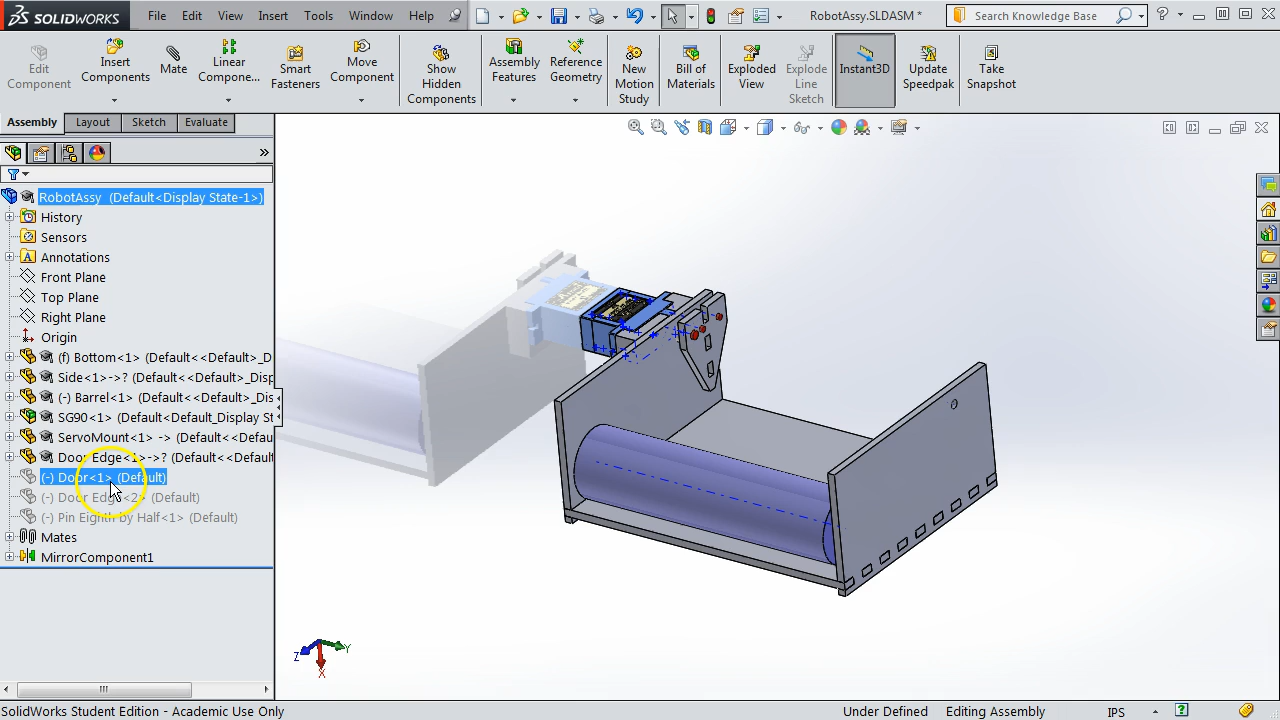 SOLIDWORKS File Edit View Insert Tools Window Help RobotAssy.SLDASM * Search Knowledge Base
Edit Component
Insert Components
Mate
Linear Compone...
Smart Fasteners
Move Component
Show Hidden Components
Assembly Features
Reference Geometry
New Motion Study
Bill of Materials
Exploded View
Explode Line Sketch
Instant3D
Update Speedpak
Take Snapshot
Assembly Layout Sketch Evaluate
RobotAssy (Default<Display State-1>)
History
Sensors
Annotations
Front Plane
Top Plane
Right Plane
Origin
(f) Bottom<1> (Default<<Default>_D
Side<1>->? (Default<<Default>_Disp
(-) Barrel<1> (Default<<Default>_Dis
SG90<1> (Default<Default_Display St
ServoMount<1> -> (Default<<Defau
Door Edge<1>->? (Default<<Default
(-) Door<1> (Default)
(-) Door Edge<2> (Default)
(-) Pin Eighth by Half<1> (Default)
Mates
MirrorComponent1
Z Y
X
SolidWorks Student Edition - Academic Use Only Under Defined Editing Assembly IPS